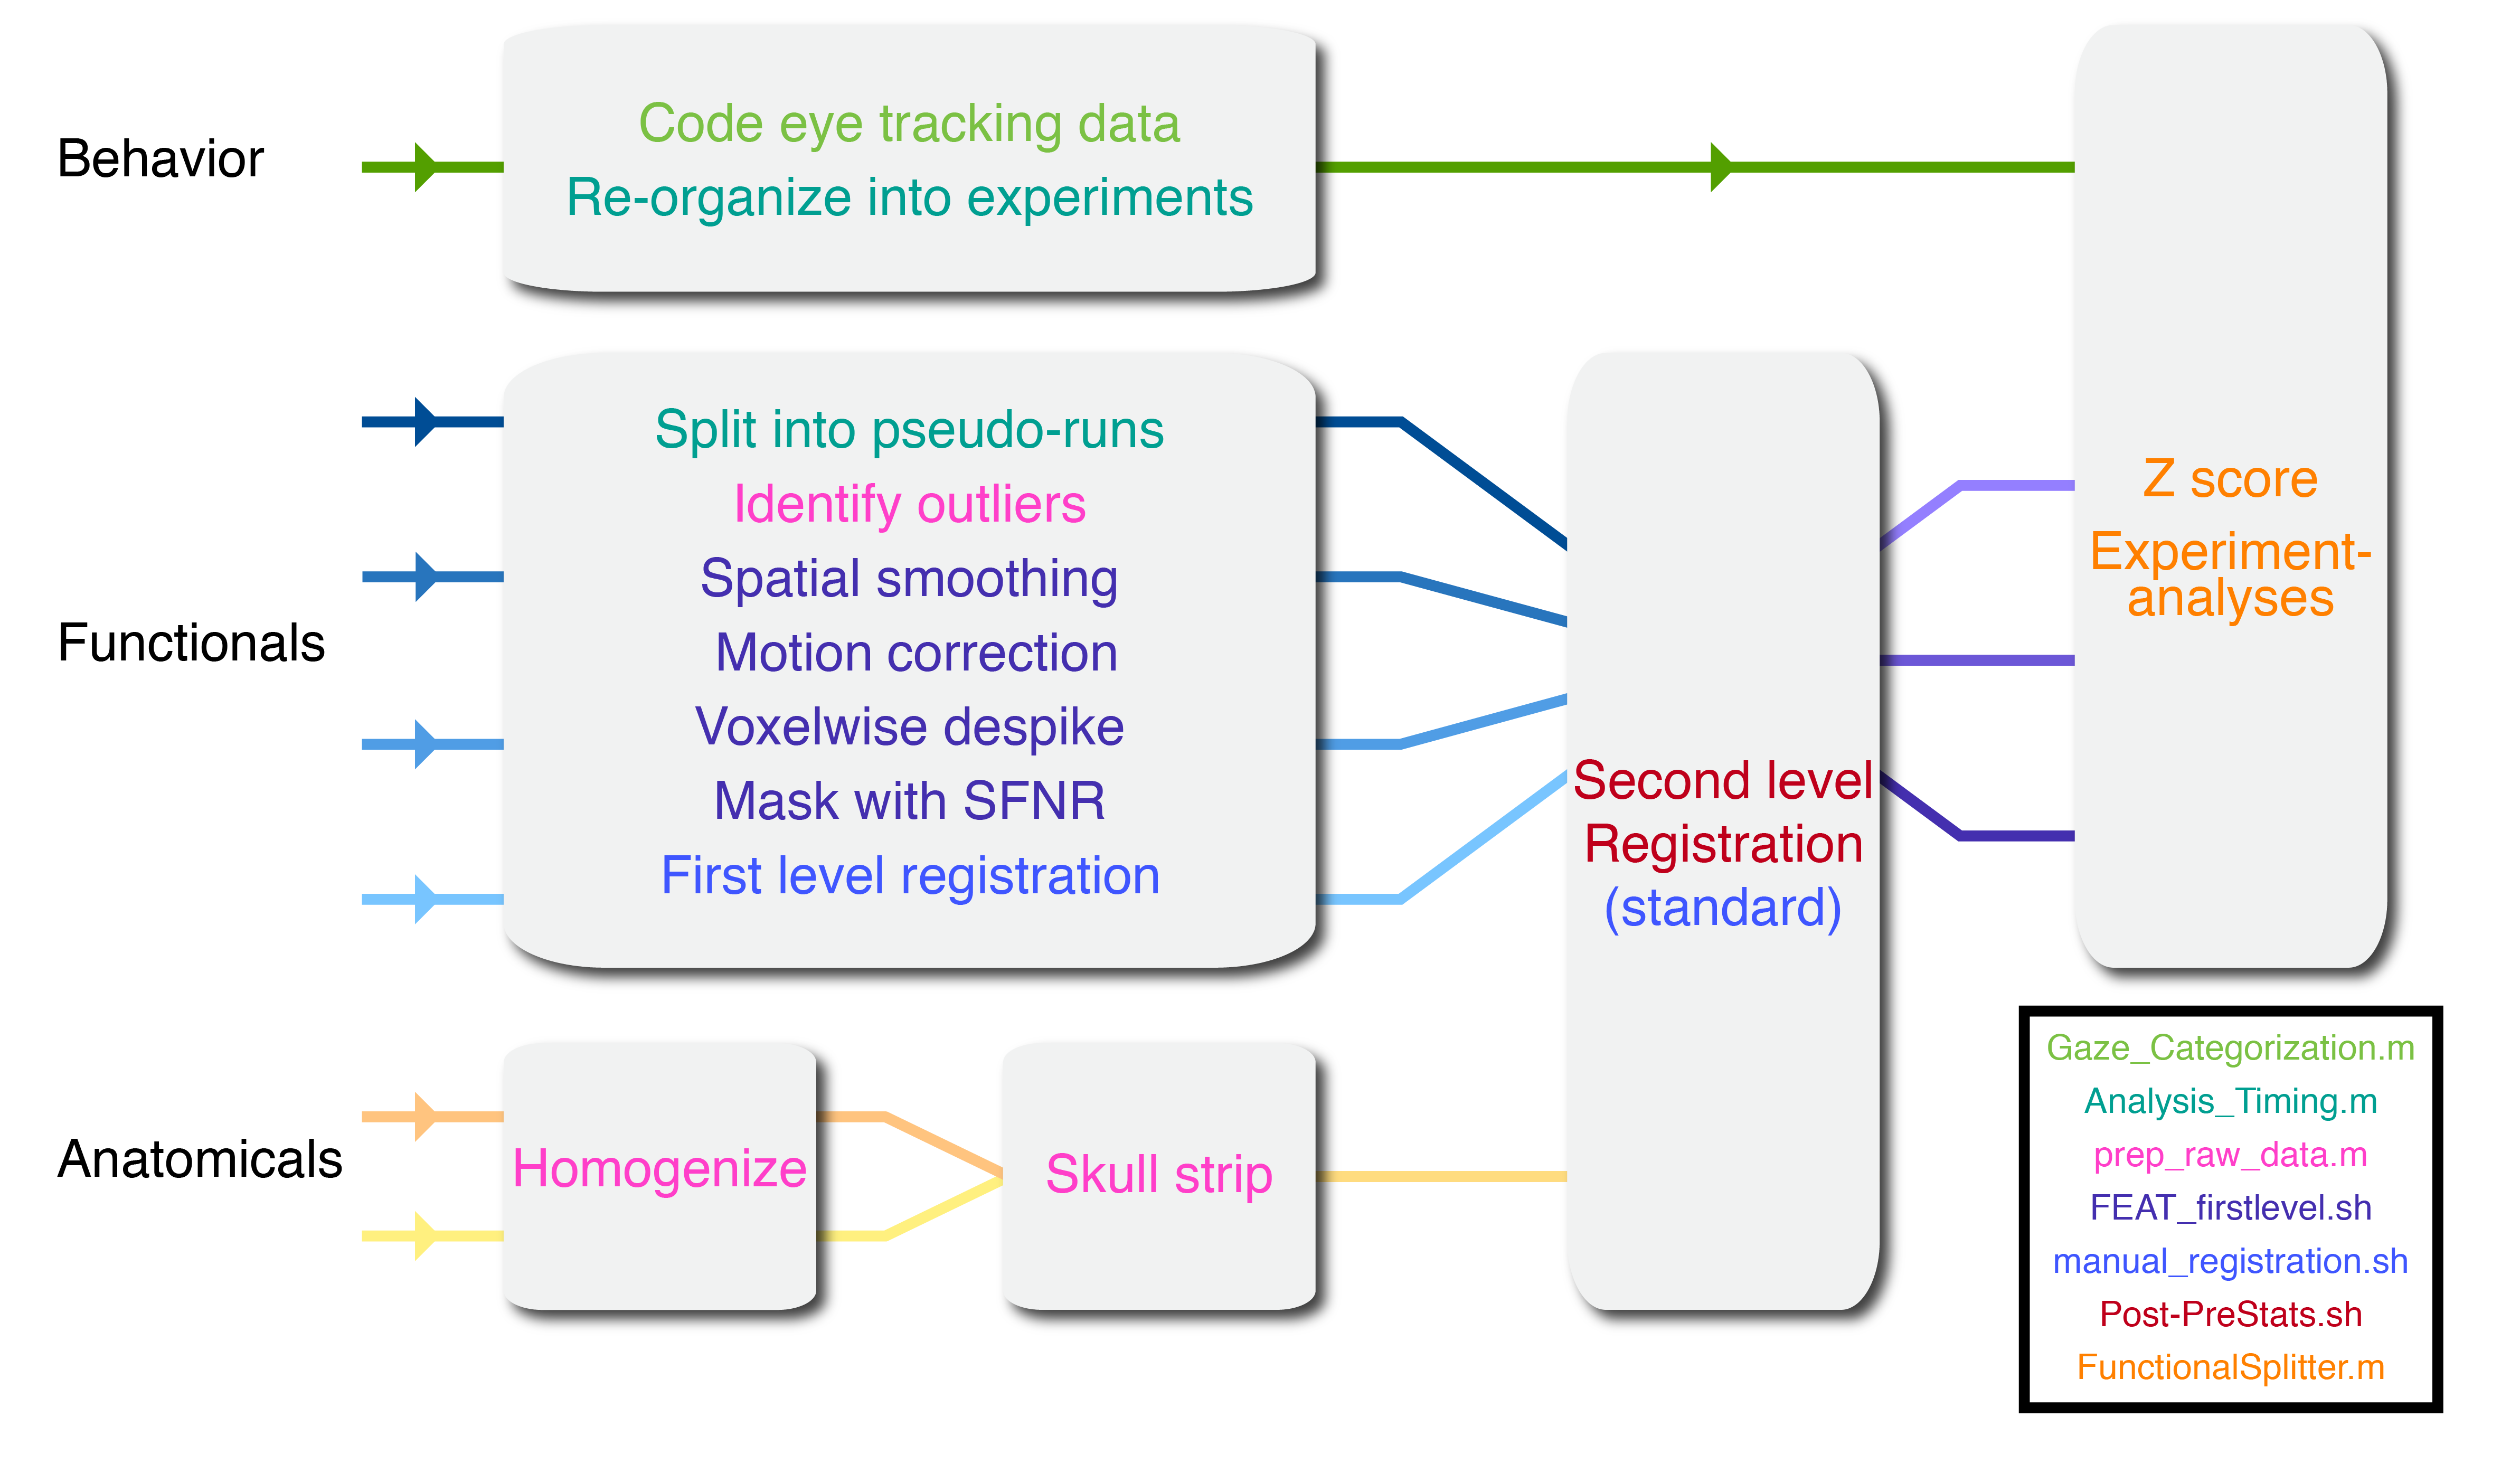 Behavior
Code eye tracking data
Re-organize into experiments
Functionals
Split into pseudo-runs
Identify outliers
Spatial smoothing
Motion correction
Voxelwise despike
Mask with SFNR
First level registration
Anatomicals
Homogenize
Skull strip
Second level
Registration
(standard)
Z score
Experiment-
analyses
Gaze_Categorization.m
Analysis_Timing.m
prep_raw_data.m
FEAT_firstlevel.sh
manual_registration.sh
Post-PreStats.sh
FunctionalSplitter.m